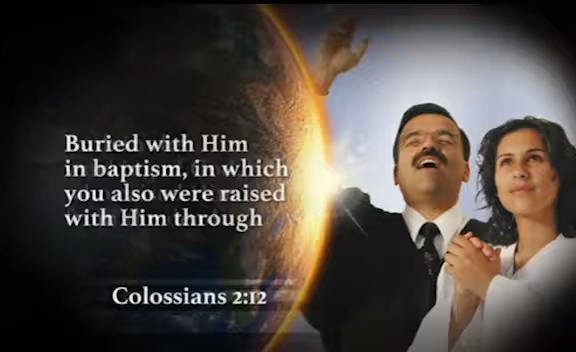 Buried with Him
in baptism, in which
you also were raised
with Him through
Colossians 2:12